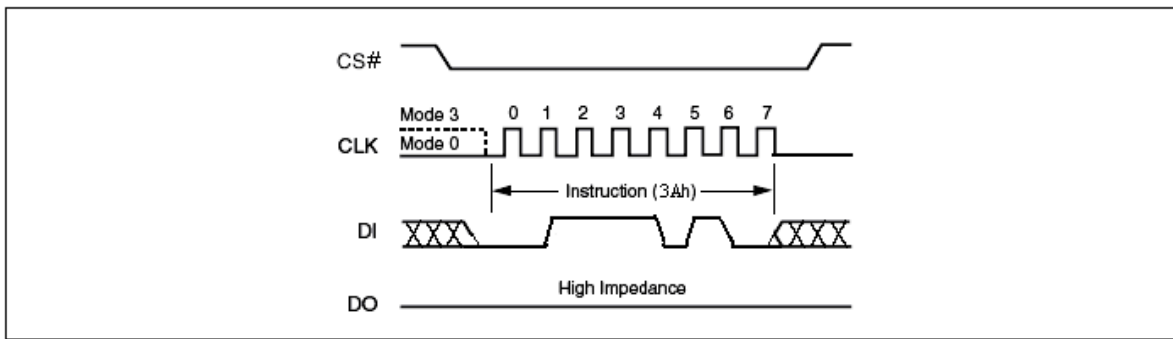 CS#
Mode 3 0 1 2 3 4 5 6 7
CLK Mode 0
Instruction (3Ah)
DI
High Impedance
DO